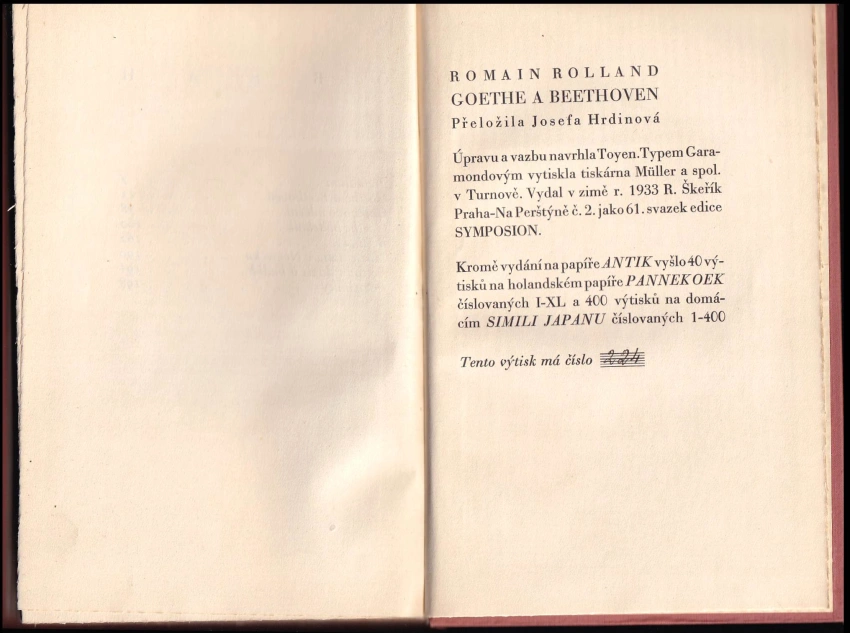 ROMAIN ROLLAND
GOETHE A BEETHOVEN
Přeložila Josefa Hrdinová
Úpravu a vazbu navrhla Toyen. Typem Gara-
mondovým vytiskla tiskárna Müller a spol.
v Turnově. Vydal v zimě r. 1933 R. Škeřík
Praha-Na Perštýně č. 2. jako 61. svazek edice
SYMPOSION.
Kromě vydání na papíře ANTIK vyšlo 40 vý-
tisků na holandském papíře PANNEKOEK
číslovaných I-XL a 400 výtisků na domá-
cím SIMILI JAPANU číslovaných 1-400
Tento výtisk má číslo 224